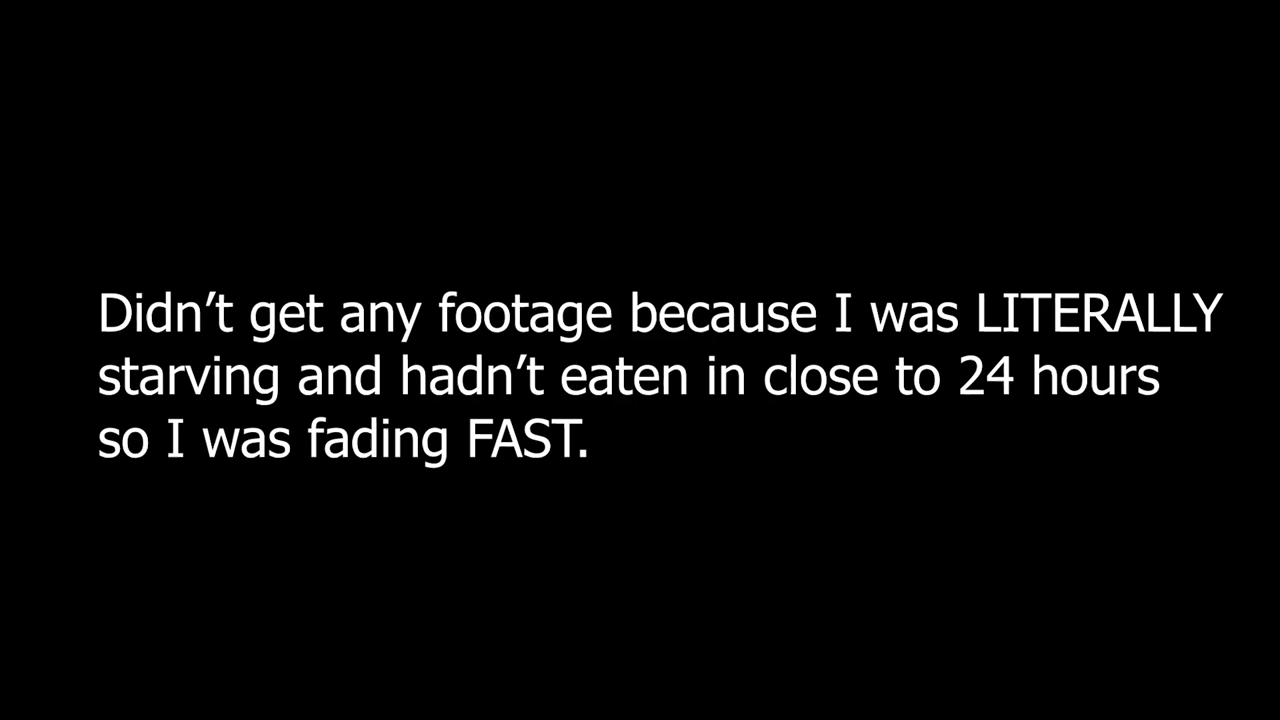 Didn’t get any footage because I was LITERALLY
starving and hadn’t eaten in close to 24 hours
so I was fading FAST.